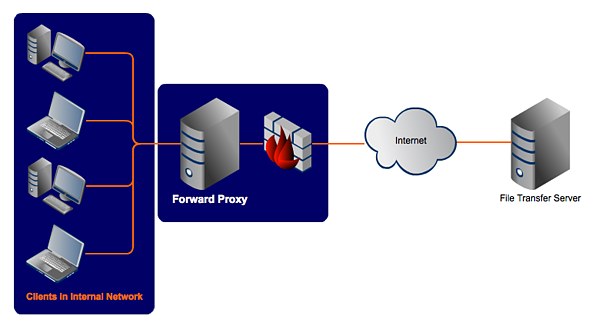 Internet
Forward Proxy
File Transfer Server
Clients in Internal Network